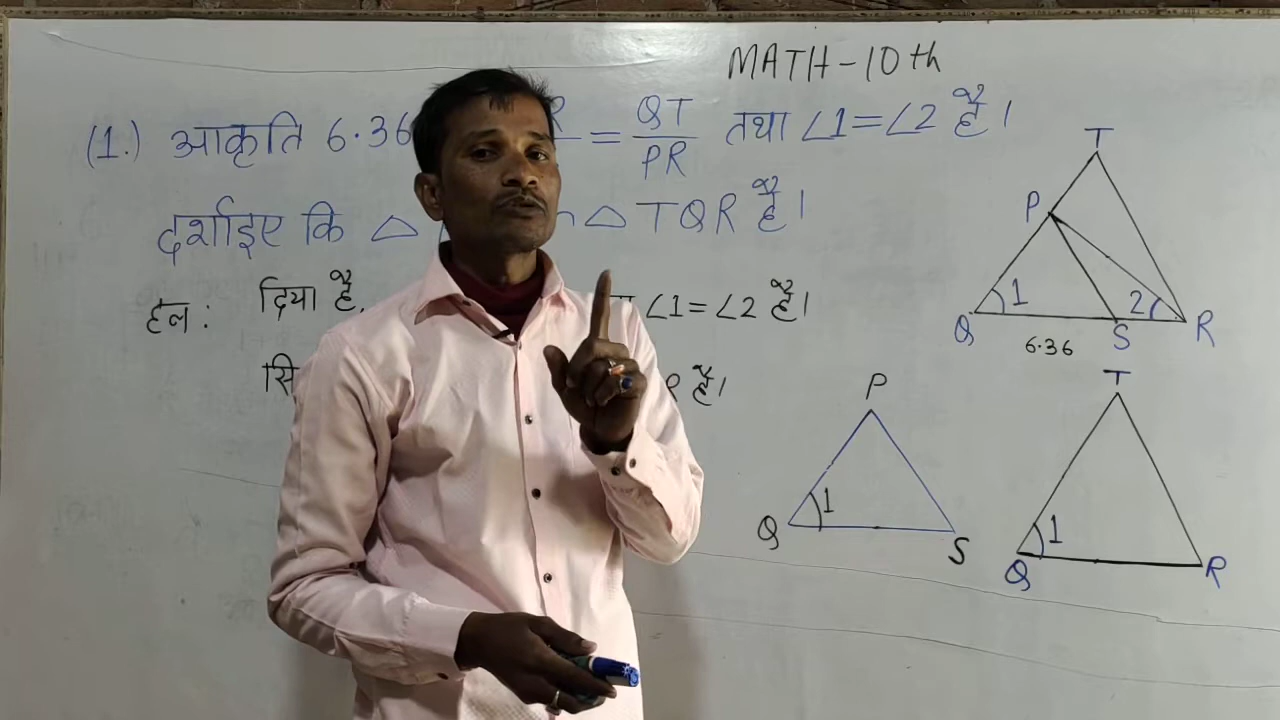 MATH-10th
(1.) आकृति 6.36 = QT/PR तथा ∠1=∠2 है।
दर्शाइए कि △ △TQR है।
हल: दिया है, ∠1=∠2 है।
है।
T
P
1
2
Q
S
R
6.36
P
1
Q
S
T
1
Q
R